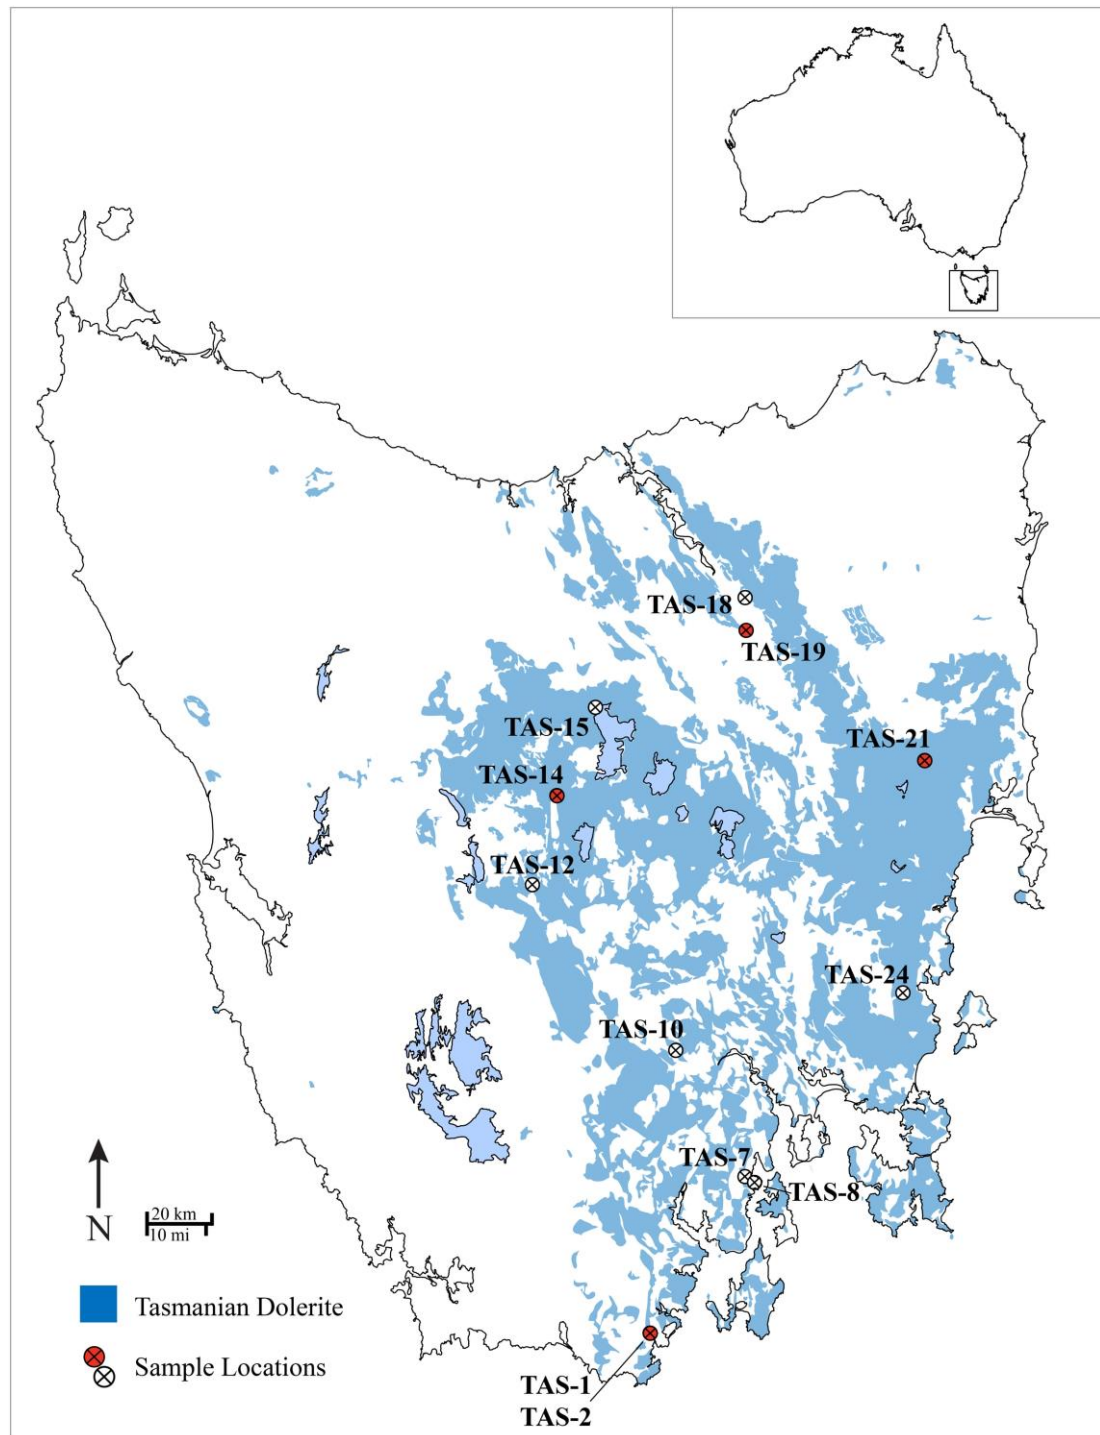 TAS-18
TAS-19
TAS-15
TAS-21
TAS-14
TAS-12
TAS-24
TAS-10
TAS-7
TAS-8
N
20 km
10 mi
Tasmanian Dolerite
Sample Locations
TAS-1
TAS-2